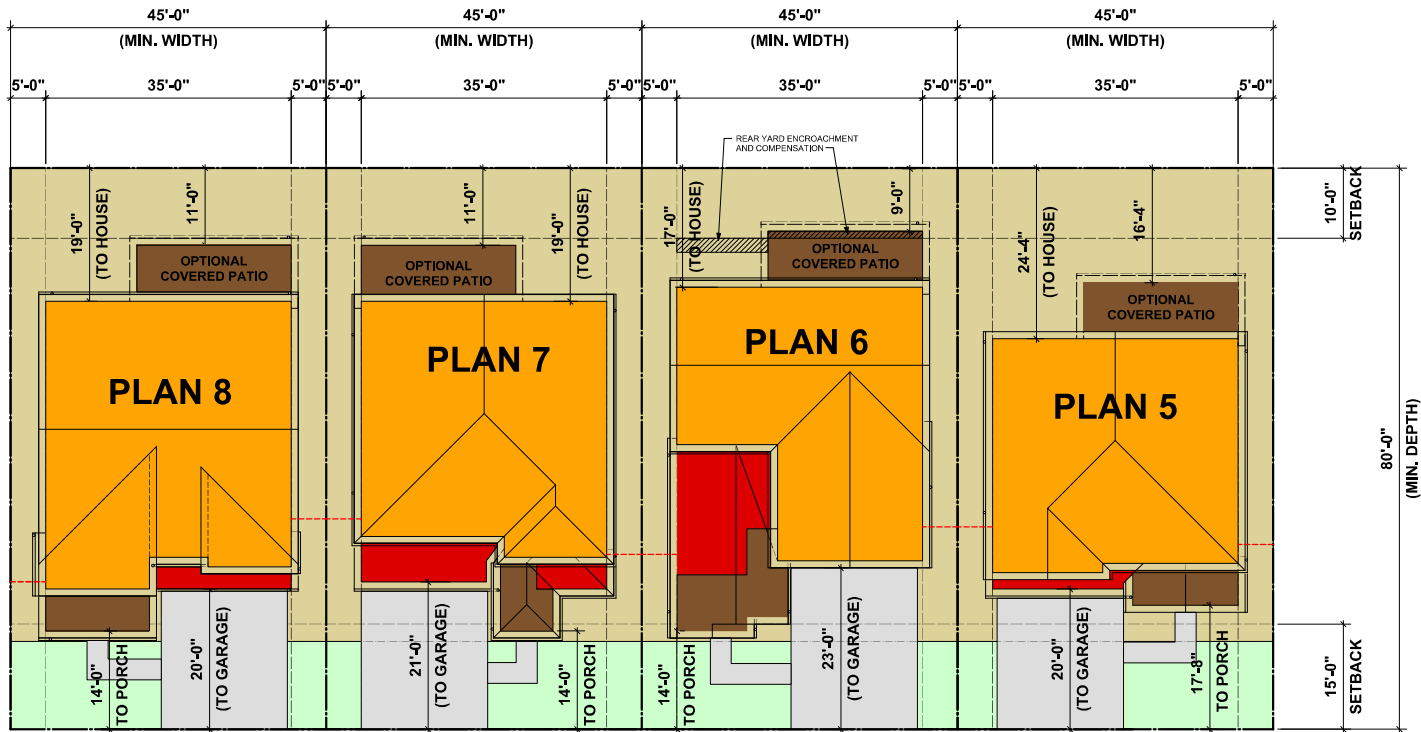 45'-0" 45'-0" 45'-0" 45'-0"
(MIN. WIDTH) (MIN. WIDTH) (MIN. WIDTH) (MIN. WIDTH)
5'-0" 35'-0" 5'-0" 5'-0" 35'-0" 5'-0" 5'-0" 35'-0" 5'-0" 5'-0" 35'-0" 5'-0"
REAR YARD ENCROACHMENT
AND COMPENSATION
19'-0"
(TO HOUSE)
11'-0"
OPTIONAL
COVERED PATIO
PLAN 8
14'-0"
TO PORCH
20'-0"
(TO GARAGE)
11'-0"
19'-0"
(TO HOUSE)
OPTIONAL
COVERED PATIO
PLAN 7
21'-0"
(TO GARAGE)
14'-0"
TO PORCH
17'-0"
(TO HOUSE)
9'-0"
OPTIONAL
COVERED PATIO
PLAN 6
14'-0"
TO PORCH
23'-0"
(TO GARAGE)
24'-4"
(TO HOUSE)
16'-4"
OPTIONAL
COVERED PATIO
PLAN 5
20'-0"
(TO GARAGE)
17'-8"
TO PORCH
10'-0"
SETBACK
80'-0"
(MIN. DEPTH)
15'-0"
SETBACK